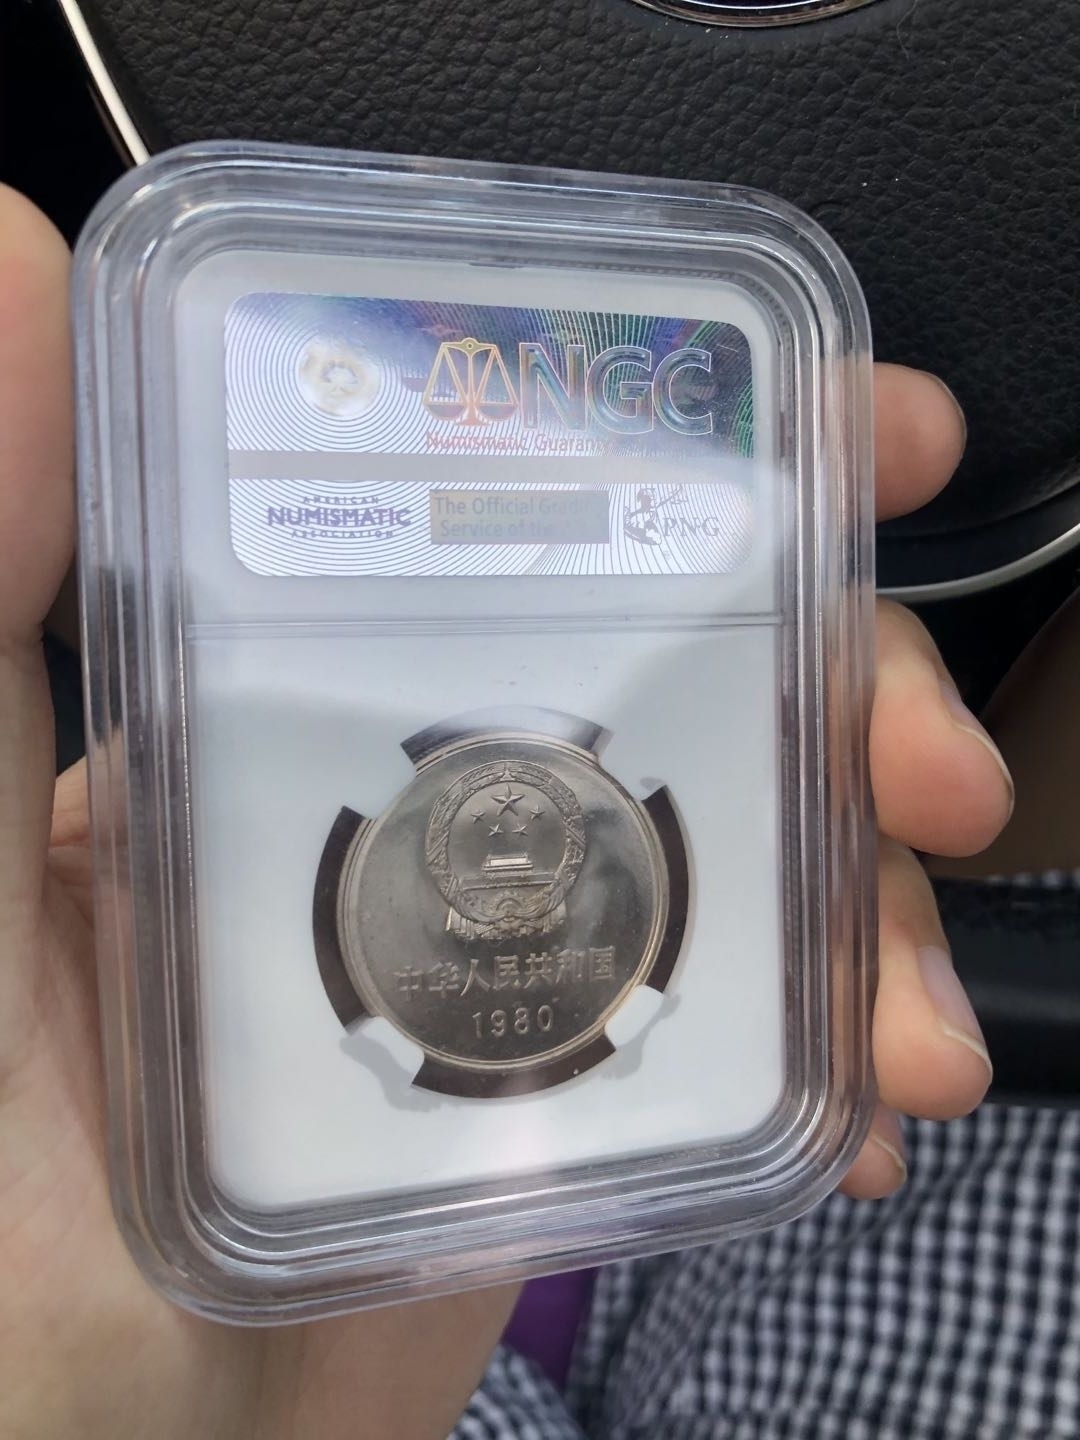 NGC
Numismatic Guaranty
AMERICAN
NUMISMATIC
ASSOCIATION
The Official Grading
Service of the
PNG
中华人民共和国
1980